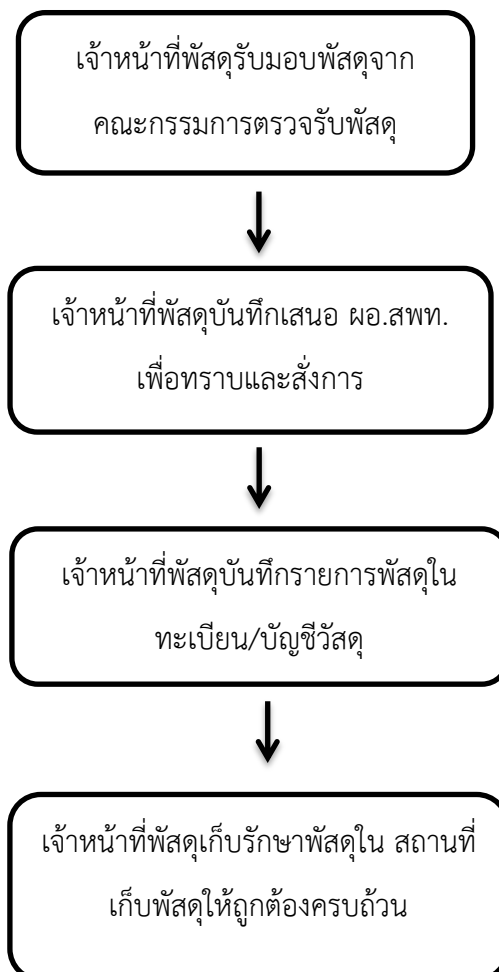 เจ้าหน้าที่พัสดุรับมอบพัสดุจาก
คณะกรรมการตรวจรับพัสดุ
เจ้าหน้าที่พัสดุบันทึกเสนอ ผอ.สพท.
เพื่อทราบและสั่งการ
เจ้าหน้าที่พัสดุบันทึกรายการพัสดุใน
ทะเบียน/บัญชีวัสดุ
เจ้าหน้าที่พัสดุเก็บรักษาพัสดุใน สถานที่
เก็บพัสดุให้ถูกต้องครบถ้วน